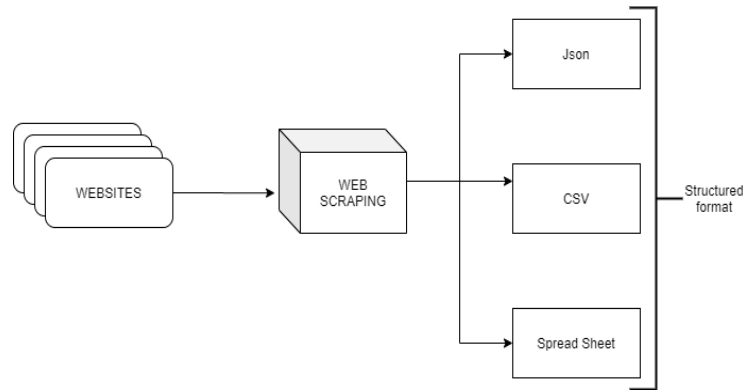 Json
WEBSITES
WEB
SCRAPING
CSV
Structured
format
Spread Sheet